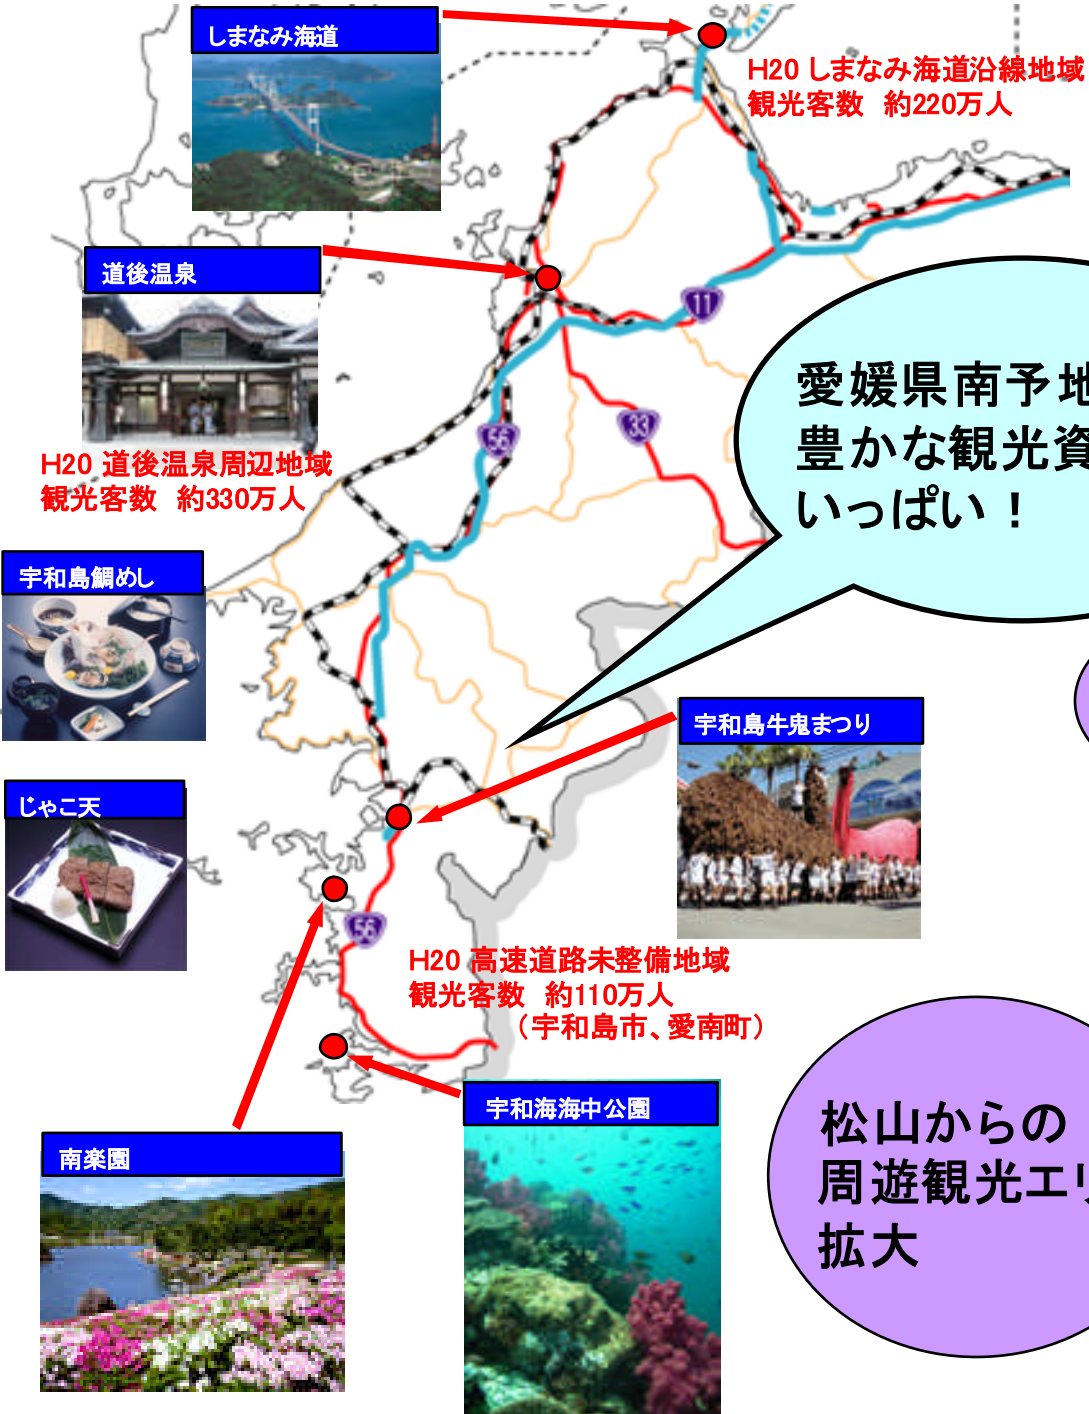 しまなみ海道
H20 しまなみ海道沿線地域
観光客数 約220万人
道後温泉
11
H20 道後温泉周辺地域
観光客数 約330万人
56
33
愛媛県南予地
豊かな観光資
いっぱい！
宇和島鯛めし
宇和島牛鬼まつり
じゃこ天
56
H20 高速道路未整備地域
観光客数 約110万人
（宇和島市、愛南町）
宇和海海中公園
南楽園
松山からの
周遊観光エリ
拡大